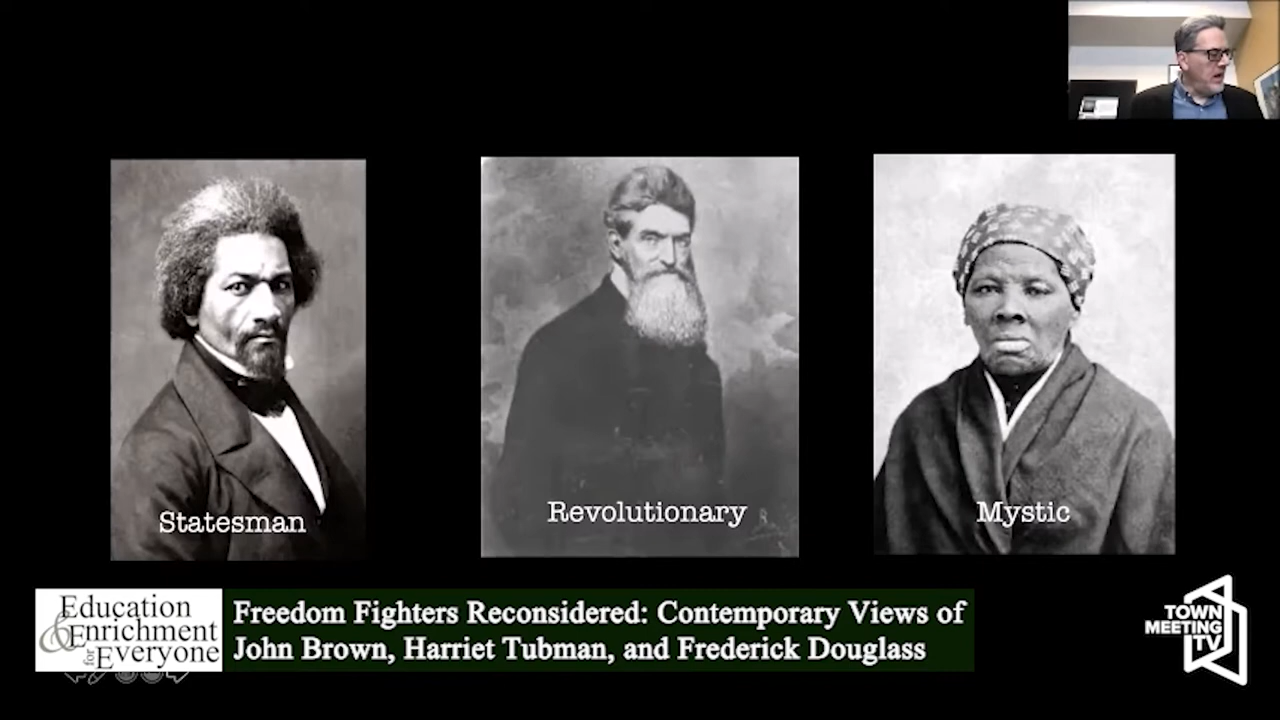 Statesman
Revolutionary
Mystic
Education
& Enrichment
for Everyone
Freedom Fighters Reconsidered: Contemporary Views of
John Brown, Harriet Tubman, and Frederick Douglass
TOWN
MEETING
TV